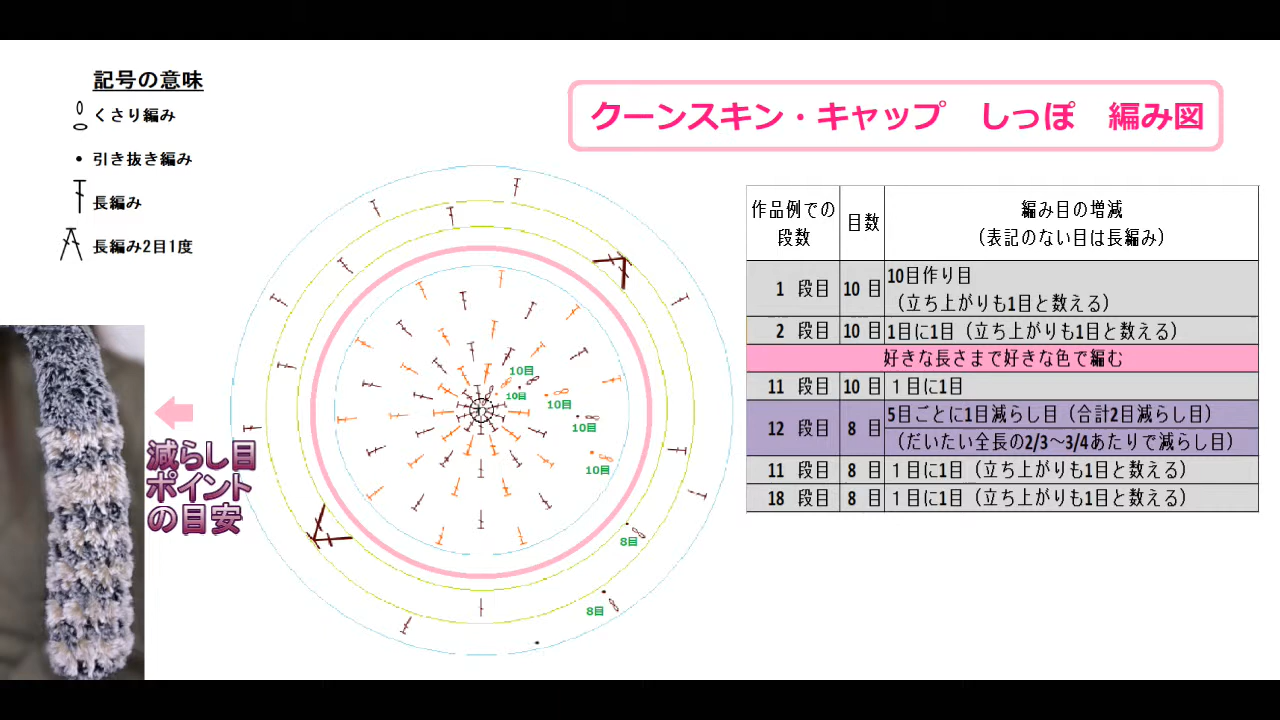 記号の意味
くさり編み
引き抜き編み
長編み
長編み2目1度
クーンスキン・キャップ　しっぽ　編み図
作品例での段数 目数 編み目の増減（表記のない目は長編み）
1 段目 10 目 10目作り目（立ち上がりも1目と数える）
2 段目 10 目 1目に1目（立ち上がりも1目と数える）
好きな長さまで好きな色で編む
11 段目 10 目 １目に1目
12 段目 8 目 5目ごとに1目減らし目（合計2目減らし目）
（だいたい全長の2/3～3/4あたりで減らし目）
11 段目 8 目 １目に1目（立ち上がりも1目と数える）
18 段目 8 目 １目に1目（立ち上がりも1目と数える）
減らし目
ポイント
の目安
10目
10目
10目
10目
10目
8目
8目